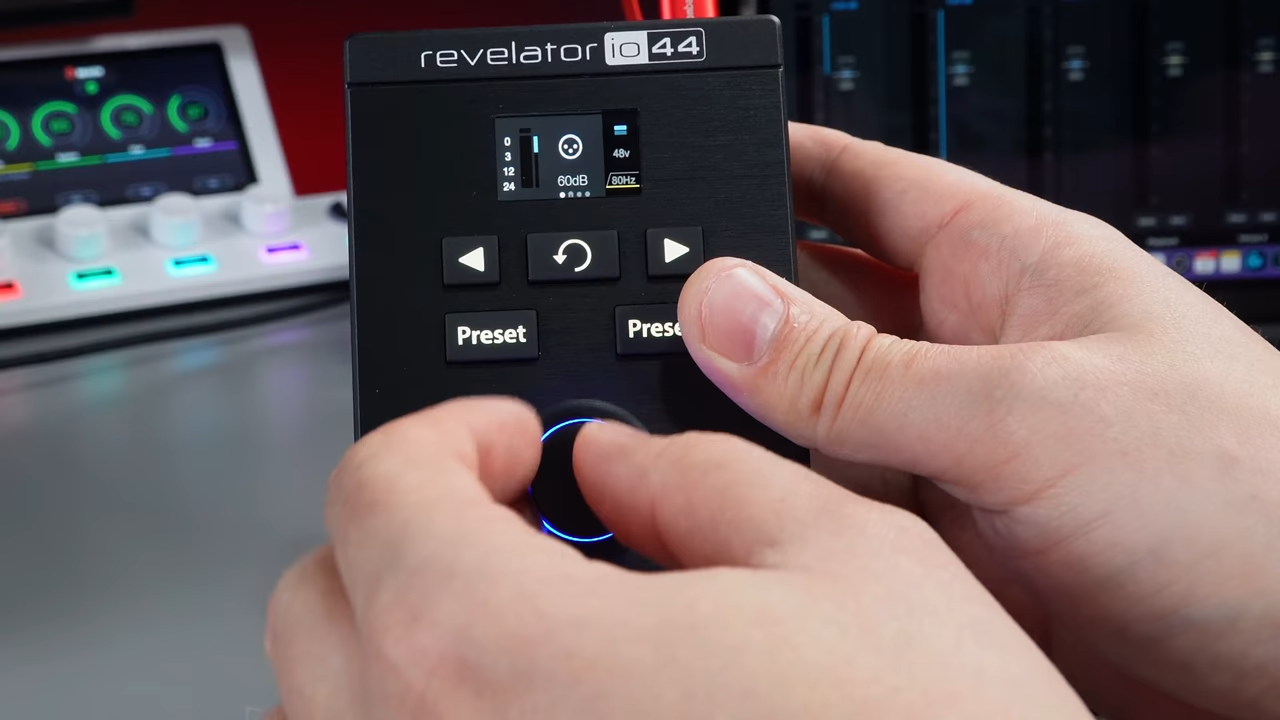 revelator io 44
0
3
12
24
60dB
48v
/80Hz
Preset
Prese